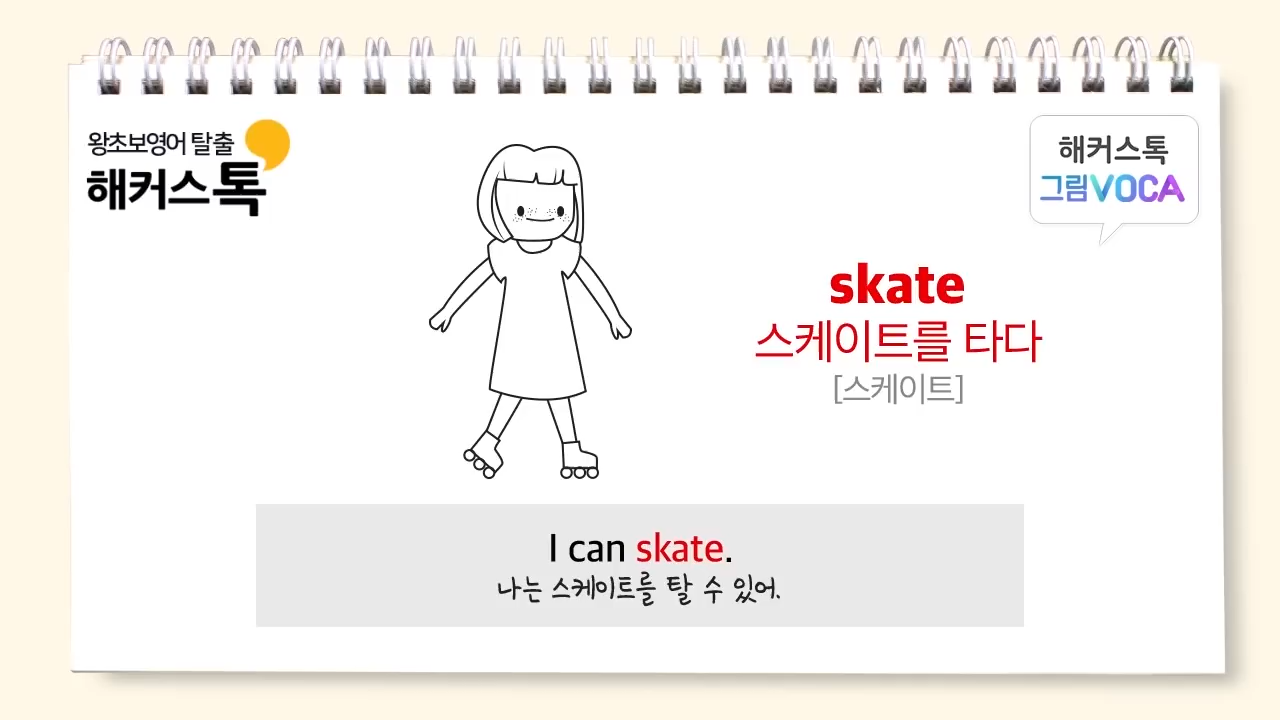 왕초보영어 탈출
해커스톡
해커스톡
그림VOCA
skate
스케이트를 타다
[스케이트]
I can skate.
나는 스케이트를 탈 수 있어.